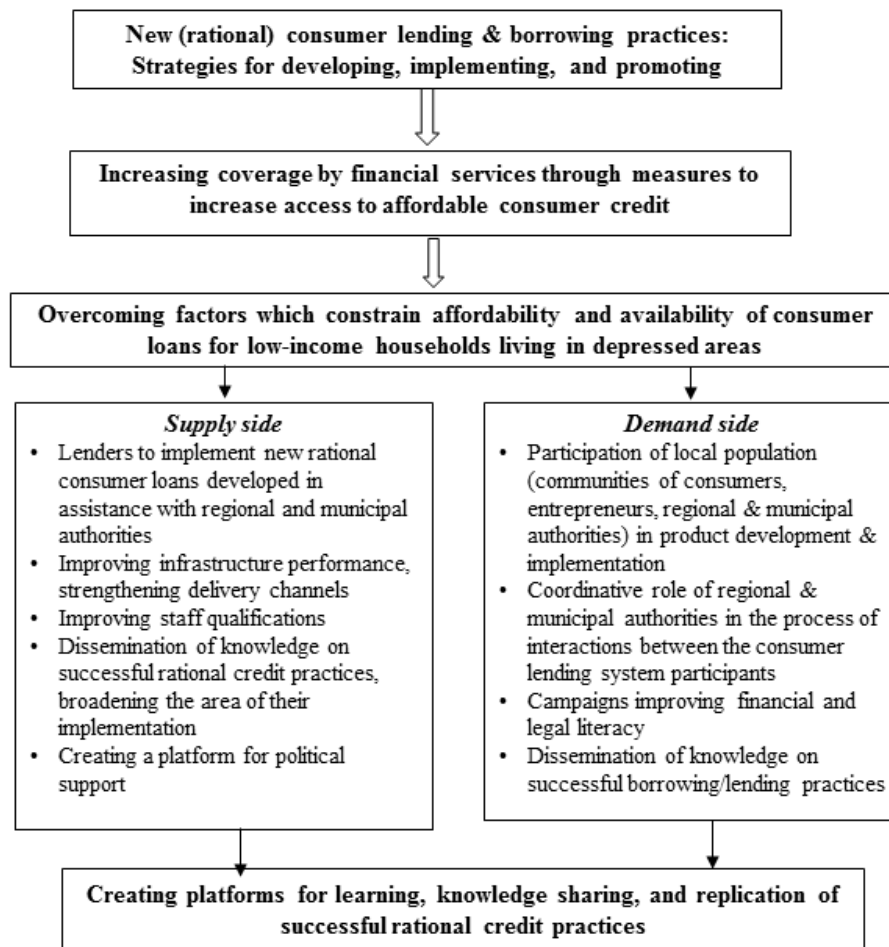 New (rational) consumer lending & borrowing practices:
Strategies for developing, implementing, and promoting
Increasing coverage by financial services through measures to
increase access to affordable consumer credit
Overcoming factors which constrain affordability and availability of consumer
loans for low-income households living in depressed areas
Supply side
• Lenders to implement new rational
consumer loans developed in
assistance with regional and municipal
authorities
• Improving infrastructure performance,
strengthening delivery channels
• Improving staff qualifications
• Dissemination of knowledge on
successful rational credit practices,
broadening the area of their
implementation
• Creating a platform for political
support
Demand side
• Participation of local population
(communities of consumers,
entrepreneurs, regional & municipal
authorities) in product development &
implementation
• Coordinative role of regional &
municipal authorities in the process of
interactions between the consumer
lending system participants
• Campaigns improving financial and
legal literacy
• Dissemination of knowledge on
successful borrowing/lending practices
Creating platforms for learning, knowledge sharing, and replication of
successful rational credit practices